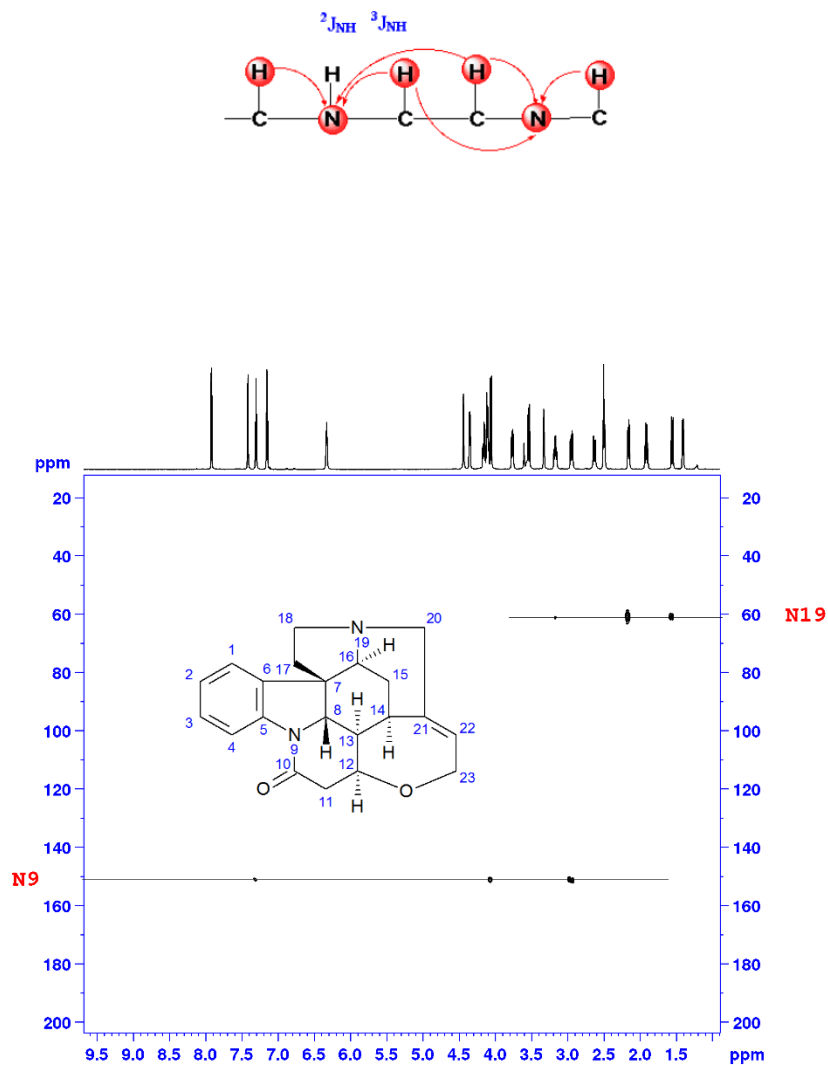 ²J_NH ³J_NH
H H H H H
C N C C N C
ppm
20 20
40 40
60 N19 60
18 N 20
19 H
1 17 16
2 6 7 15
H
8 14
3 5 21 22
4 N H 13 H
9
10 12 23
O 11 H O
80 80
100 100
120 120
140 140
N9
160 160
180 180
200 200
9.5 9.0 8.5 8.0 7.5 7.0 6.5 6.0 5.5 5.0 4.5 4.0 3.5 3.0 2.5 2.0 1.5 ppm